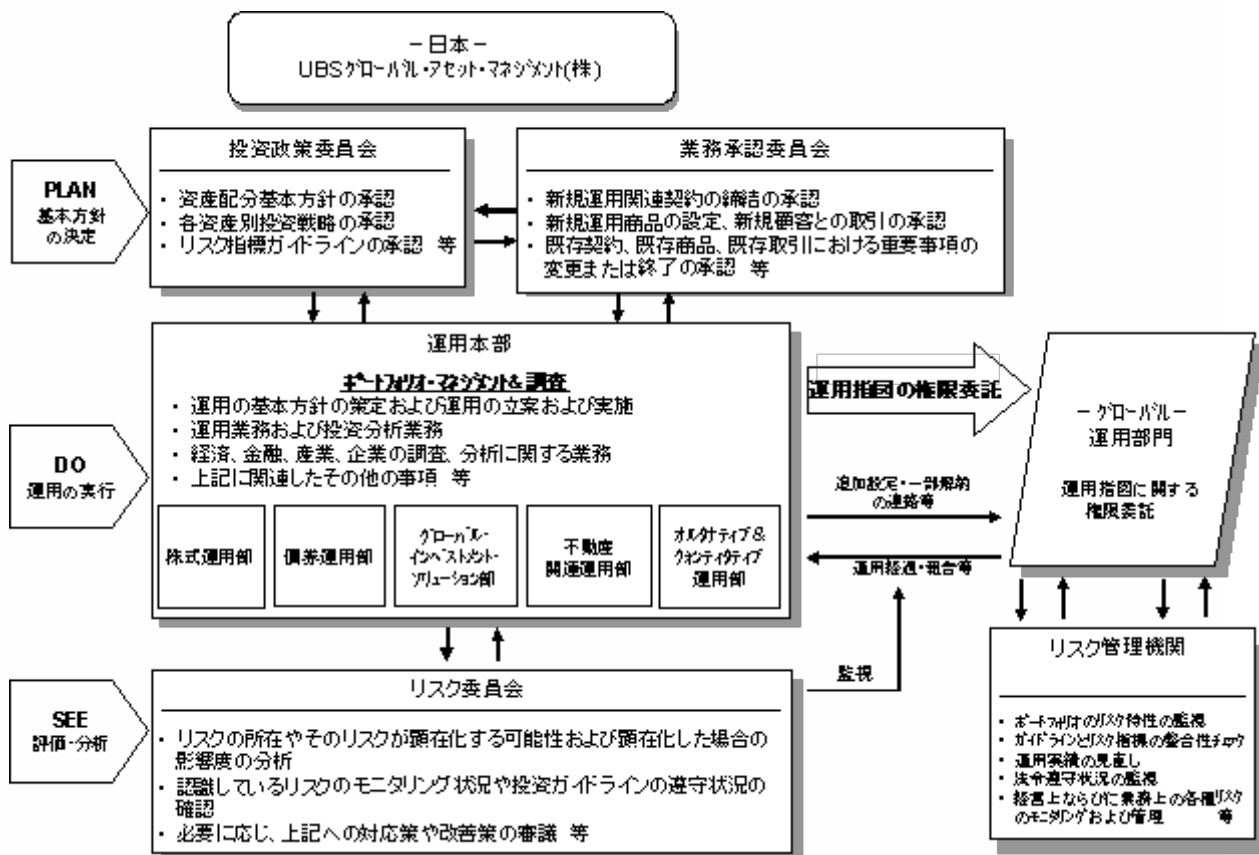 －日本－
UBSグローバル・アセット・マネジメント(株)
PLAN
基本方針
の決定
投資政策委員会
・ 資産配分基本方針の承認
・ 各資産別投資戦略の承認
・ リスク指標ガイドラインの承認 等
業務承認委員会
・ 新規運用関連契約の締結の承認
・ 新規運用商品の設定、新規顧客との取引の承認
・ 既存契約、既存商品、既存取引における重要事項の
変更または終了の承認 等
DO
運用の実行
運用本部
ポートフォリオ・マネジメント&調査
・ 運用の基本方針の策定および運用の立案および実施
・ 運用業務および投資分析業務
・ 経済、金融、産業、企業の調査、分析に関する業務
・ 上記に関連したその他の事項 等
株式運用部
債券運用部
グローバル・
インベストメント・
ソリューション部
不動産
関連運用部
オルタナティブ&
クォンティタティブ
運用部
運用指図の権限委託
追加設定・一部解約
の連絡等
運用経過・報告等
－グローバル－
運用部門
運用指図に関する
権限委託
SEE
評価・分析
リスク委員会
・ リスクの所在やそのリスクが顕在化する可能性および顕在化した場合の
影響度の分析
・ 認識しているリスクのモニタリング状況や投資ガイドラインの遵守状況の
確認
・ 必要に応じ、上記への対応策や改善策の審議 等
監視
リスク管理機関
・ ポートフォリオのリスク特性の監視
・ ガイドラインとリスク指標の整合性チェック
・ 運用実績の見直し
・ 法令遵守状況の監視
・ 経営上ならびに業務上の各種リスク
のモニタリングおよび管理 等